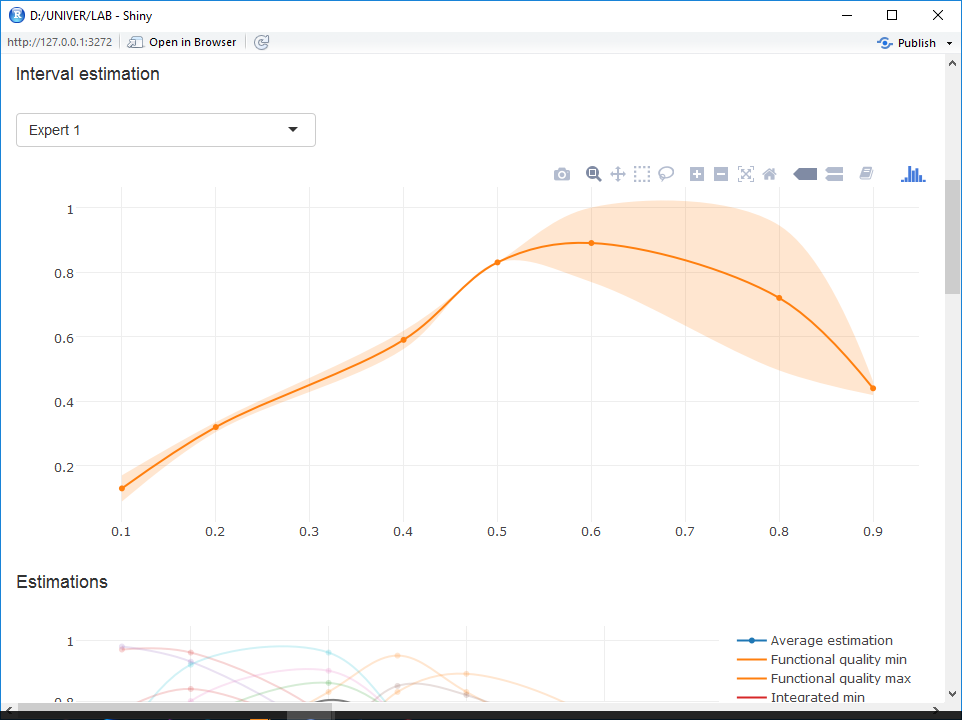 D:/UNIVER/LAB - Shiny
http://127.0.0.1:3272 Open in Browser Publish
Interval estimation
Expert 1
1
0.8
0.6
0.4
0.2
0.1 0.2 0.3 0.4 0.5 0.6 0.7 0.8 0.9
Estimations
1
0.8
Average estimation
Functional quality min
Functional quality max
Integrated min